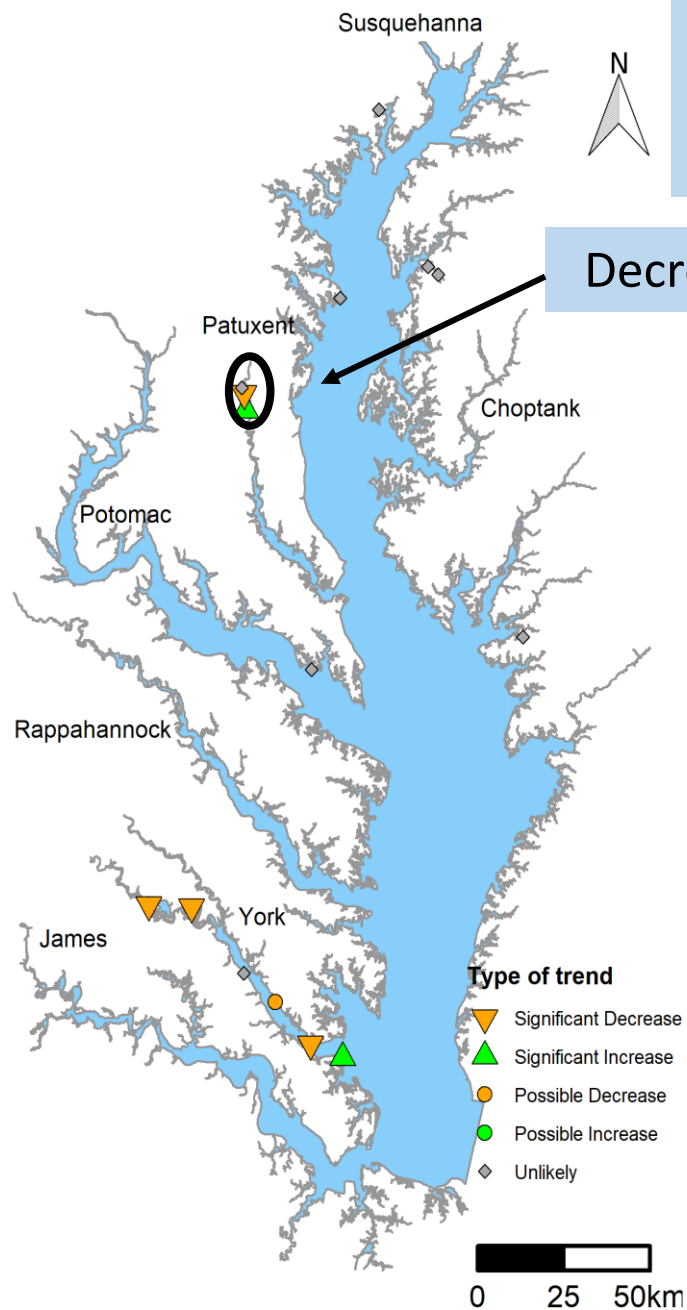 Susquehanna
N
Patuxent
Choptank
Potomac
Rappahannock
York
James
Type of trend
Significant Decrease
Significant Increase
Possible Decrease
Possible Increase
Unlikely
0 25 50km